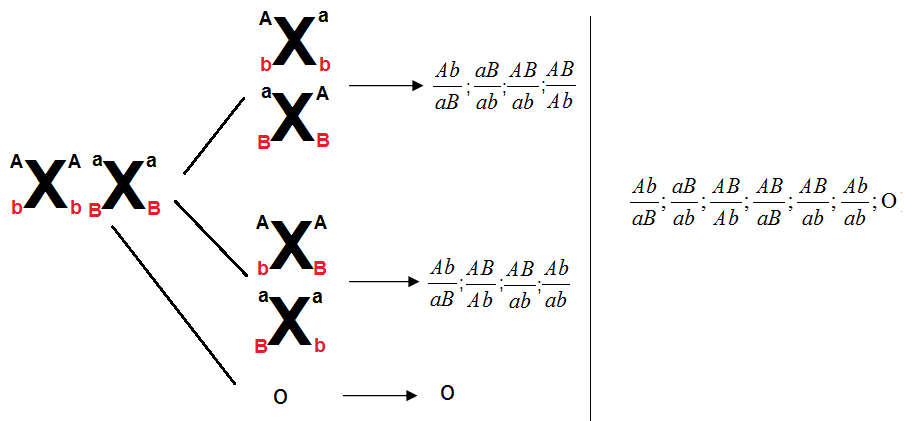 A A a a
b b B B
A a
b b
a A
B B
Ab/aB ; aB/ab ; AB/ab ; AB/Ab
A A
b B
a a
B b
Ab/aB ; AB/Ab ; AB/ab ; Ab/ab
O
O
Ab/aB ; aB/ab ; AB/Ab ; AB/aB ; AB/ab ; Ab/ab ; O